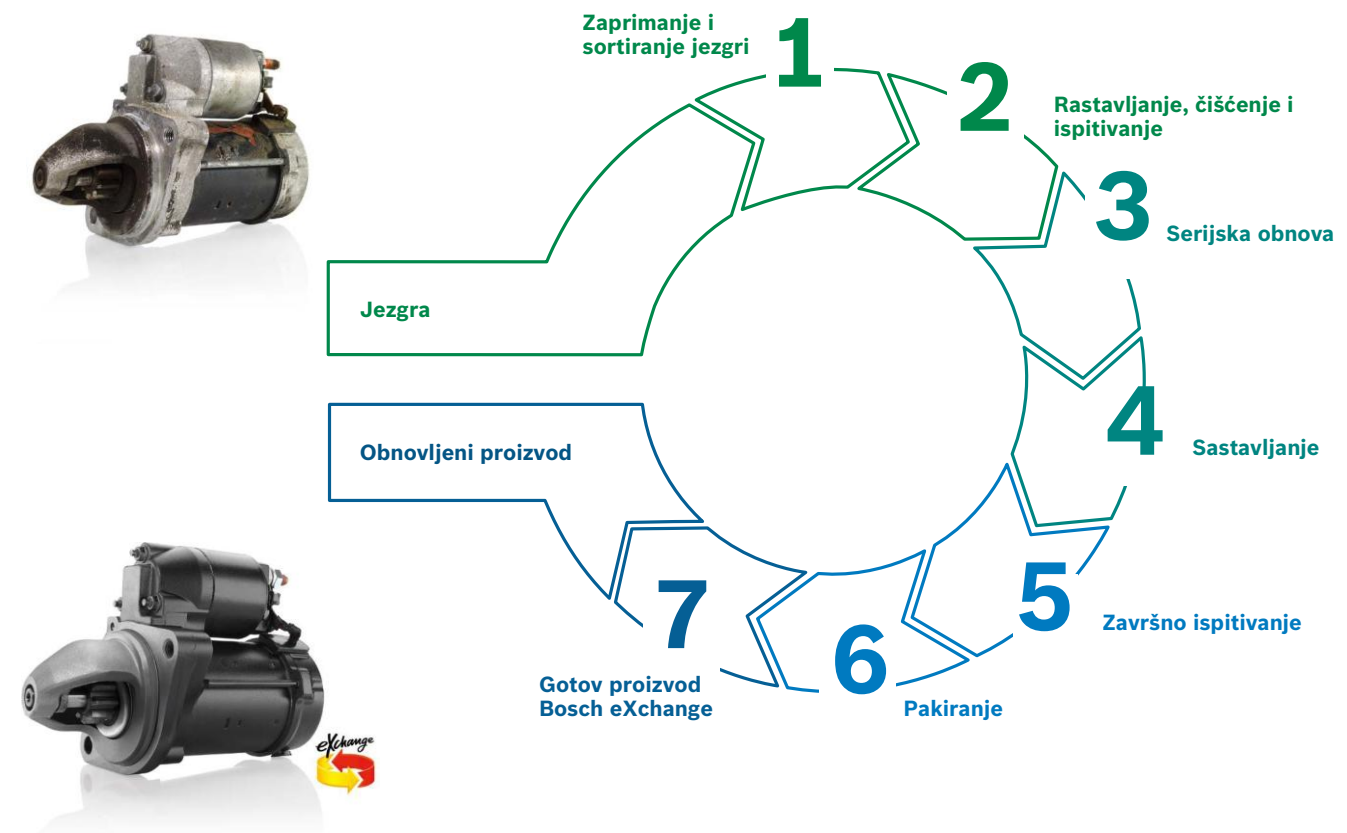 Zaprimanje i
sortiranje jezgri
1
2
Rastavljanje, čišćenje i
ispitivanje
3
Serijska obnova
Jezgra
4
Sastavljanje
Obnovljeni proizvod
5
Završno ispitivanje
6
Pakiranje
7
Gotov proizvod
Bosch eXchange
eXchange